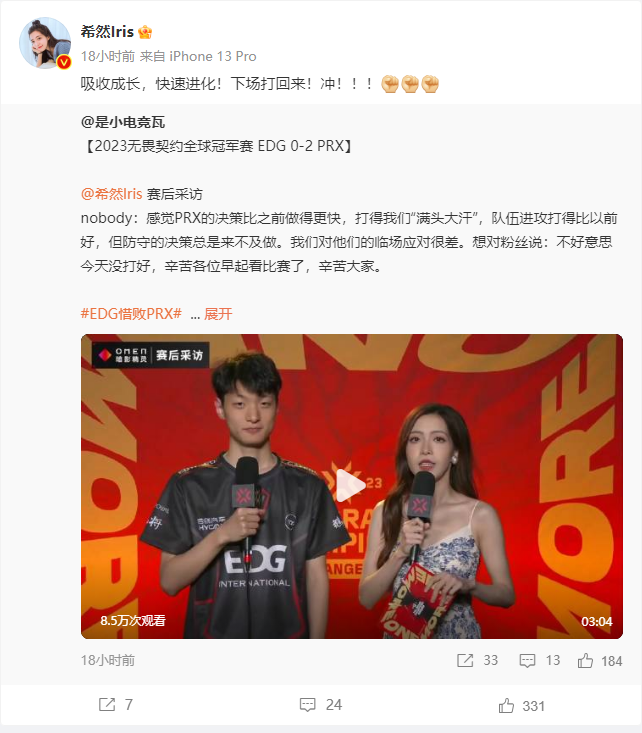 希然Iris
18小时前 来自 iPhone 13 Pro
吸收成长，快速进化！下场打回来！冲！！！
@是小电竞瓦
【2023无畏契约全球冠军赛 EDG 0-2 PRX】
@希然Iris 赛后采访
nobody：感觉PRX的决策比之前做得更快，打得我们“满头大汗”，队伍进攻打得比以前
好，但防守的决策总是来不及做。我们对他们的临场应对很差。想对粉丝说：不好意思
今天没打好，辛苦各位早起看比赛了，辛苦大家。
#EDG惜败PRX# ... 展开
OMEN
暗影精灵
赛后采访
MORE
23
EDG
INTERNATIONAL
8.5万次观看
03:04
18小时前
33
13
184
7
24
331